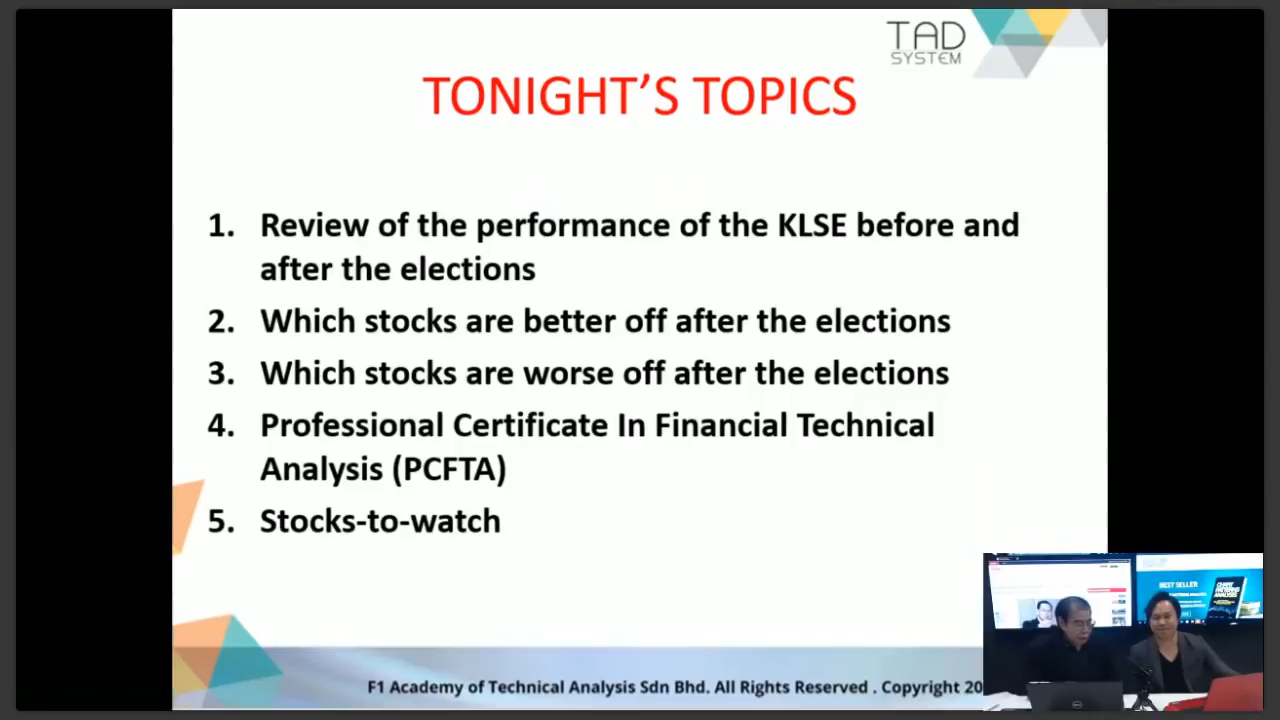 TAD
SYSTEM
TONIGHT'S TOPICS
1. Review of the performance of the KLSE before and
after the elections
2. Which stocks are better off after the elections
3. Which stocks are worse off after the elections
4. Professional Certificate In Financial Technical
Analysis (PCFTA)
5. Stocks-to-watch
BEST SELLER
F1 Academy of Technical Analysis Sdn Bhd. All Rights Reserved . Copyright 20